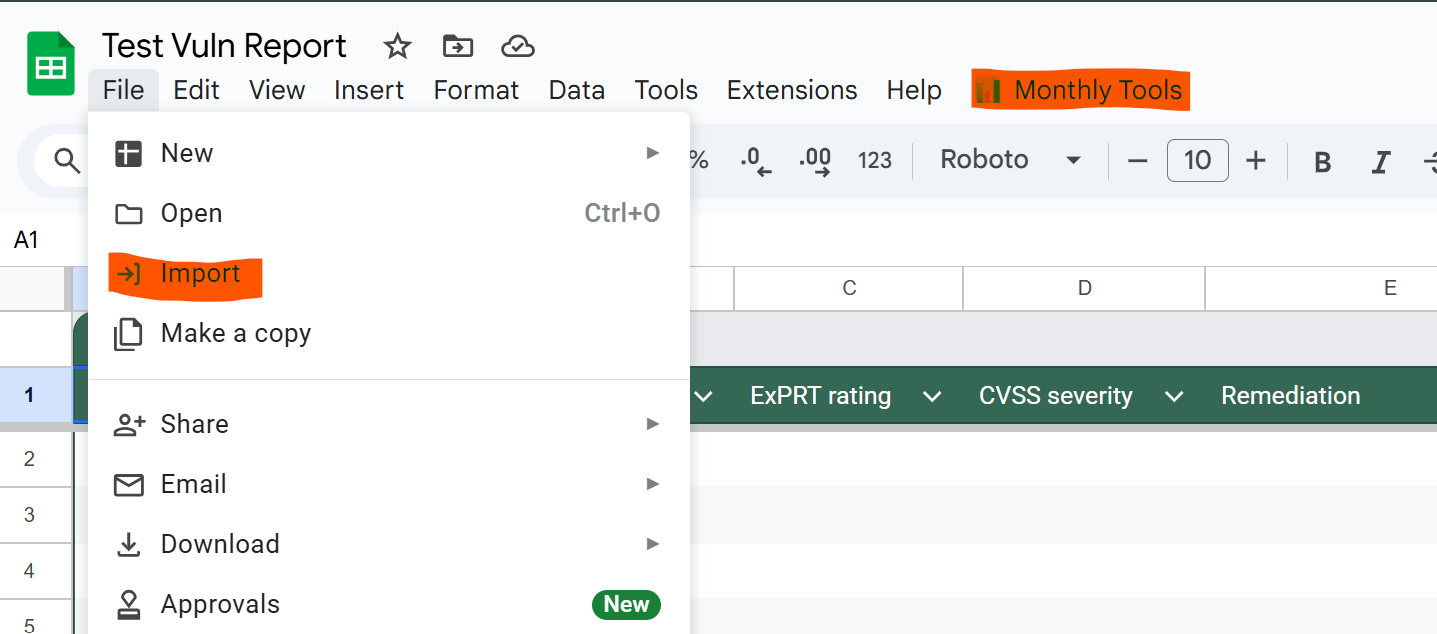 Test Vuln Report
File Edit View Insert Format Data Tools Extensions Help Monthly Tools
New
% .0 .00 123 Roboto 10 B I
Open Ctrl+O
A1
Import
C D E
Make a copy
1 ExPRT rating CVSS severity Remediation
Share
2
Email
3
Download
4
Approvals New
5